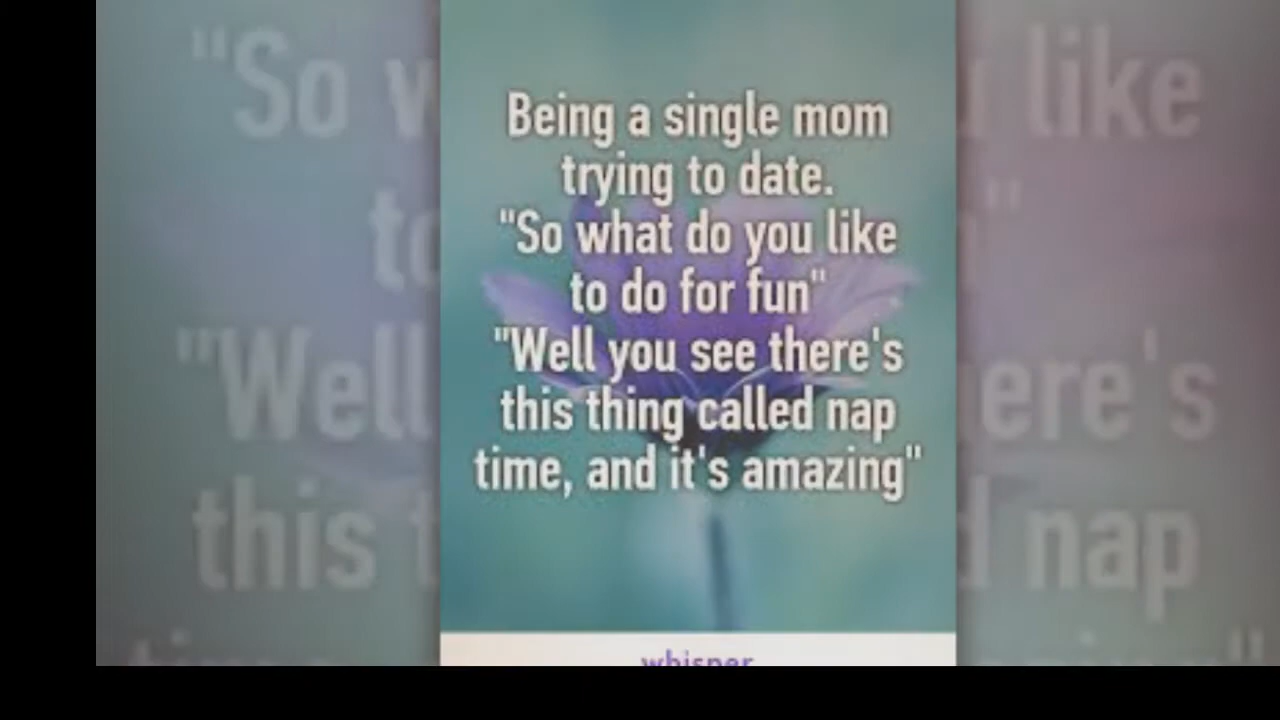 Being a single mom
trying to date.
"So what do you like
to do for fun"
"Well you see there's
this thing called nap
time, and it's amazing"
whisper